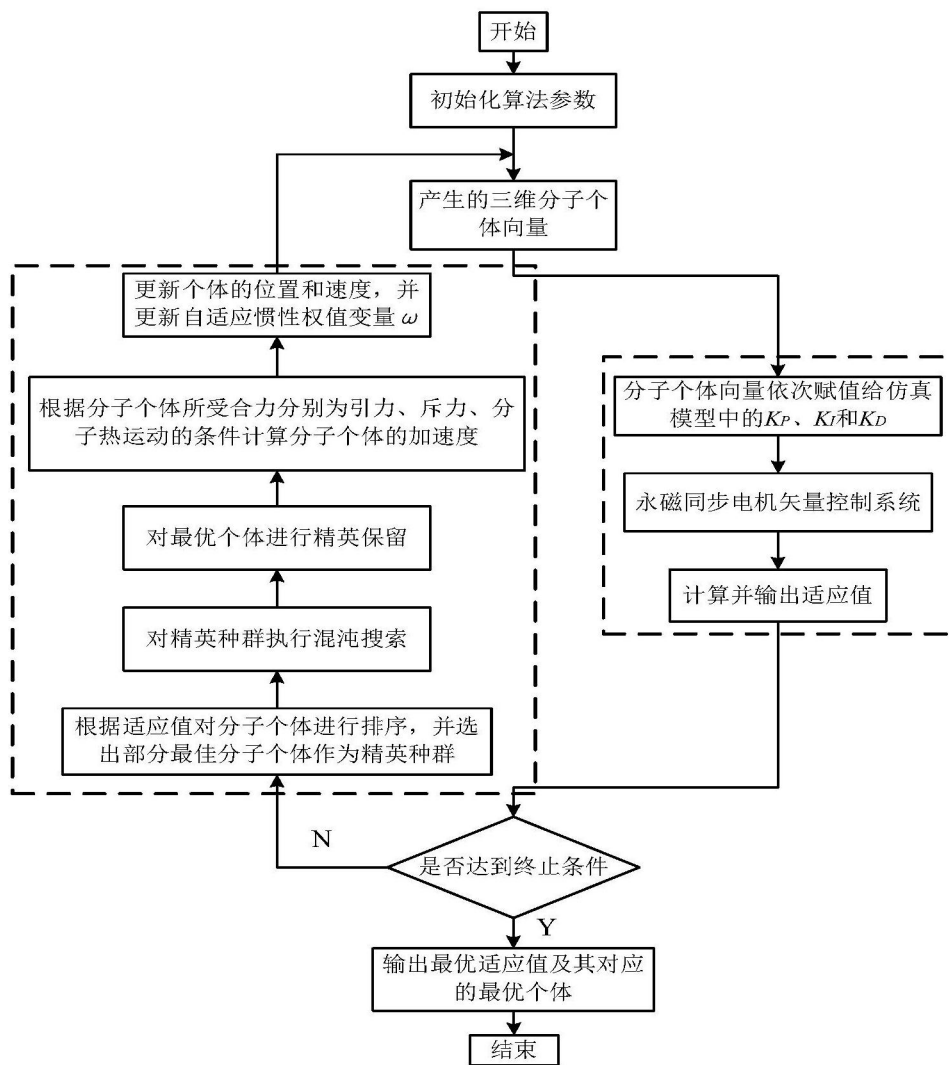 开始
初始化算法参数
产生的三维分子个
体向量
更新个体的位置和速度，并
更新自适应惯性权值变量 ω
根据分子个体所受合力分别为引力、斥力、分
子热运动的条件计算分子个体的加速度
对最优个体进行精英保留
对精英种群执行混沌搜索
根据适应值对分子个体进行排序，并选
出部分最佳分子个体作为精英种群
分子个体向量依次赋值给仿真
模型中的KP、KI和KD
永磁同步电机矢量控制系统
计算并输出适应值
N
是否达到终止条件
Y
输出最优适应值及其对应
的最优个体
结束